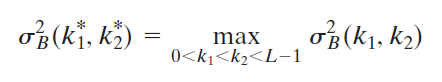 σ²_B(k₁*, k₂*) = max_{0<k₁<k₂<L−1} σ²_B(k₁, k₂)